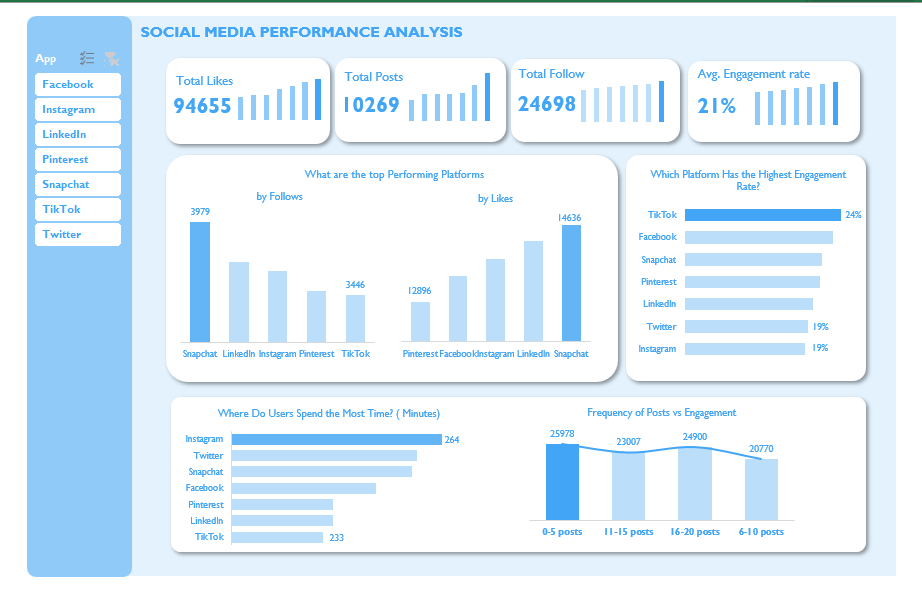 SOCIAL MEDIA PERFORMANCE ANALYSIS
App
Facebook
Instagram
LinkedIn
Pinterest
Snapchat
TikTok
Twitter
Total Likes
94655
Total Posts
10269
Total Follow
24698
Avg. Engagement rate
21%
What are the top Performing Platforms
by Follows
3979
3446
Snapchat LinkedIn Instagram Pinterest TikTok
by Likes
14636
12896
Pinterest Facebook Instagram LinkedIn Snapchat
Which Platform Has the Highest Engagement
Rate?
TikTok 24%
Facebook
Snapchat
Pinterest
LinkedIn
Twitter 19%
Instagram 19%
Where Do Users Spend the Most Time? ( Minutes)
Instagram 264
Twitter
Snapchat
Facebook
Pinterest
LinkedIn
TikTok 233
Frequency of Posts vs Engagement
25978 23007 24900 20770
0-5 posts 11-15 posts 16-20 posts 6-10 posts